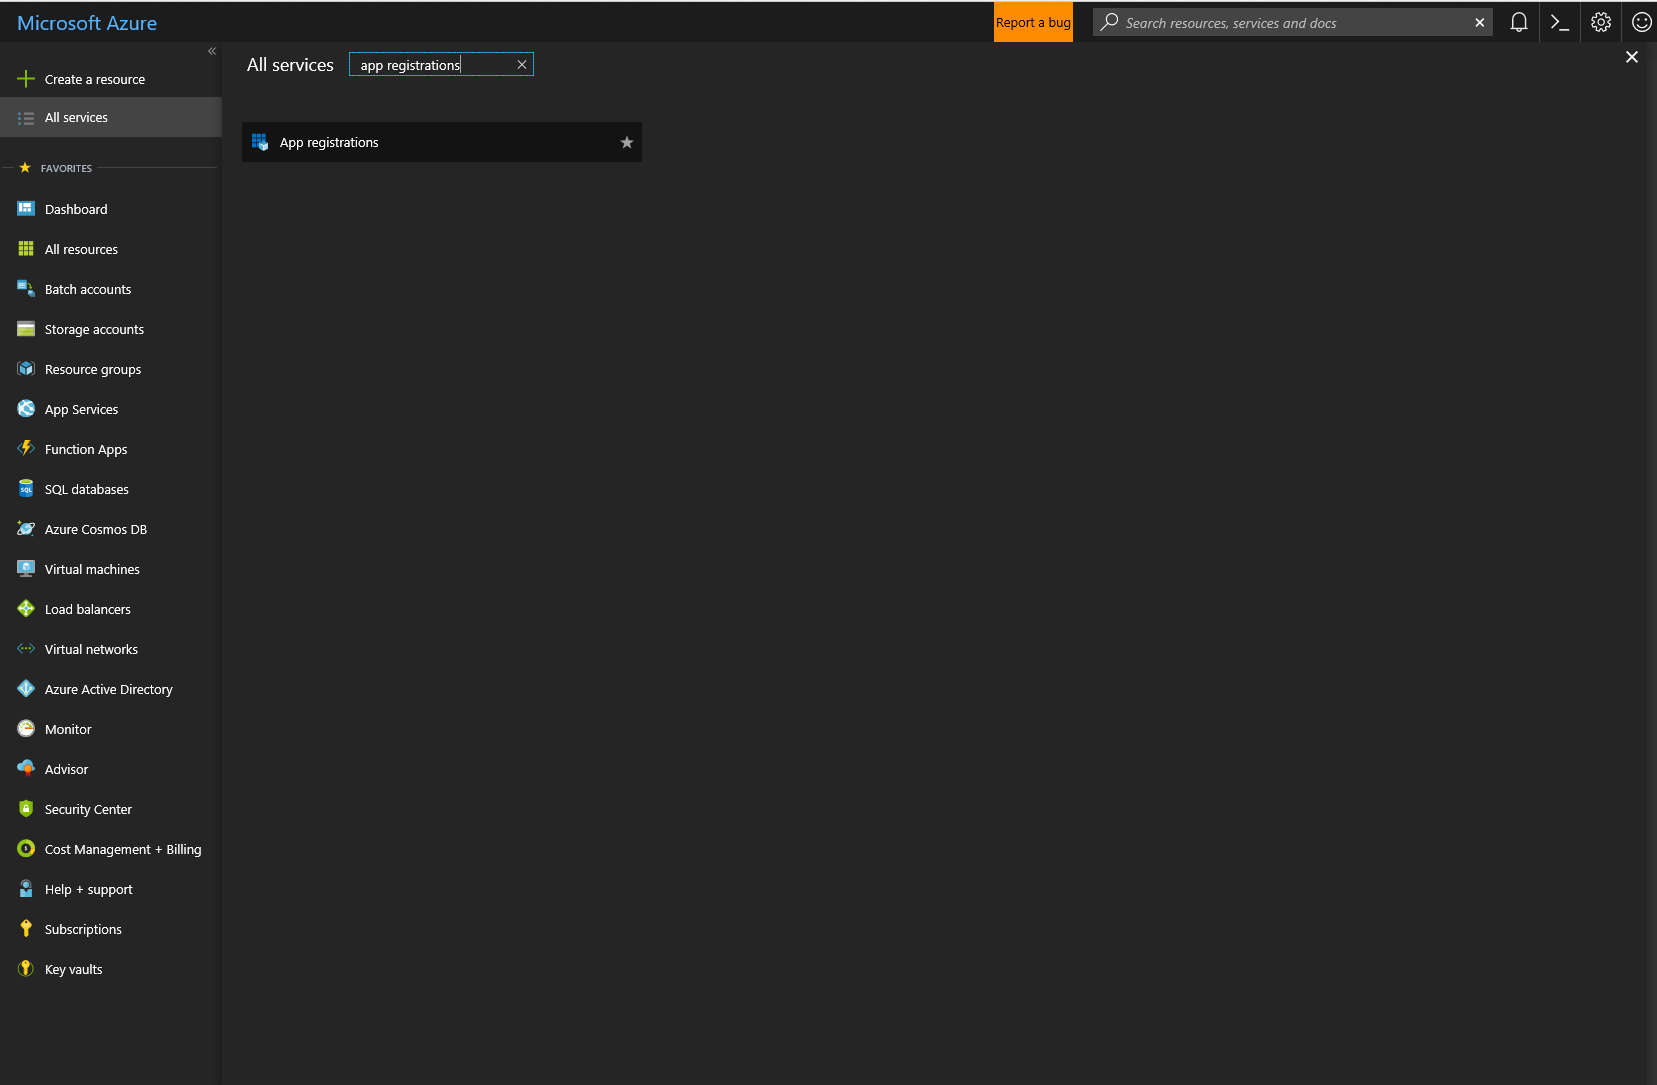 Microsoft Azure
Report a bug
Search resources, services and docs
Create a resource
All services
FAVORITES
Dashboard
All resources
Batch accounts
Storage accounts
Resource groups
App Services
Function Apps
SQL databases
Azure Cosmos DB
Virtual machines
Load balancers
Virtual networks
Azure Active Directory
Monitor
Advisor
Security Center
Cost Management + Billing
Help + support
Subscriptions
Key vaults
All services
app registrations
App registrations